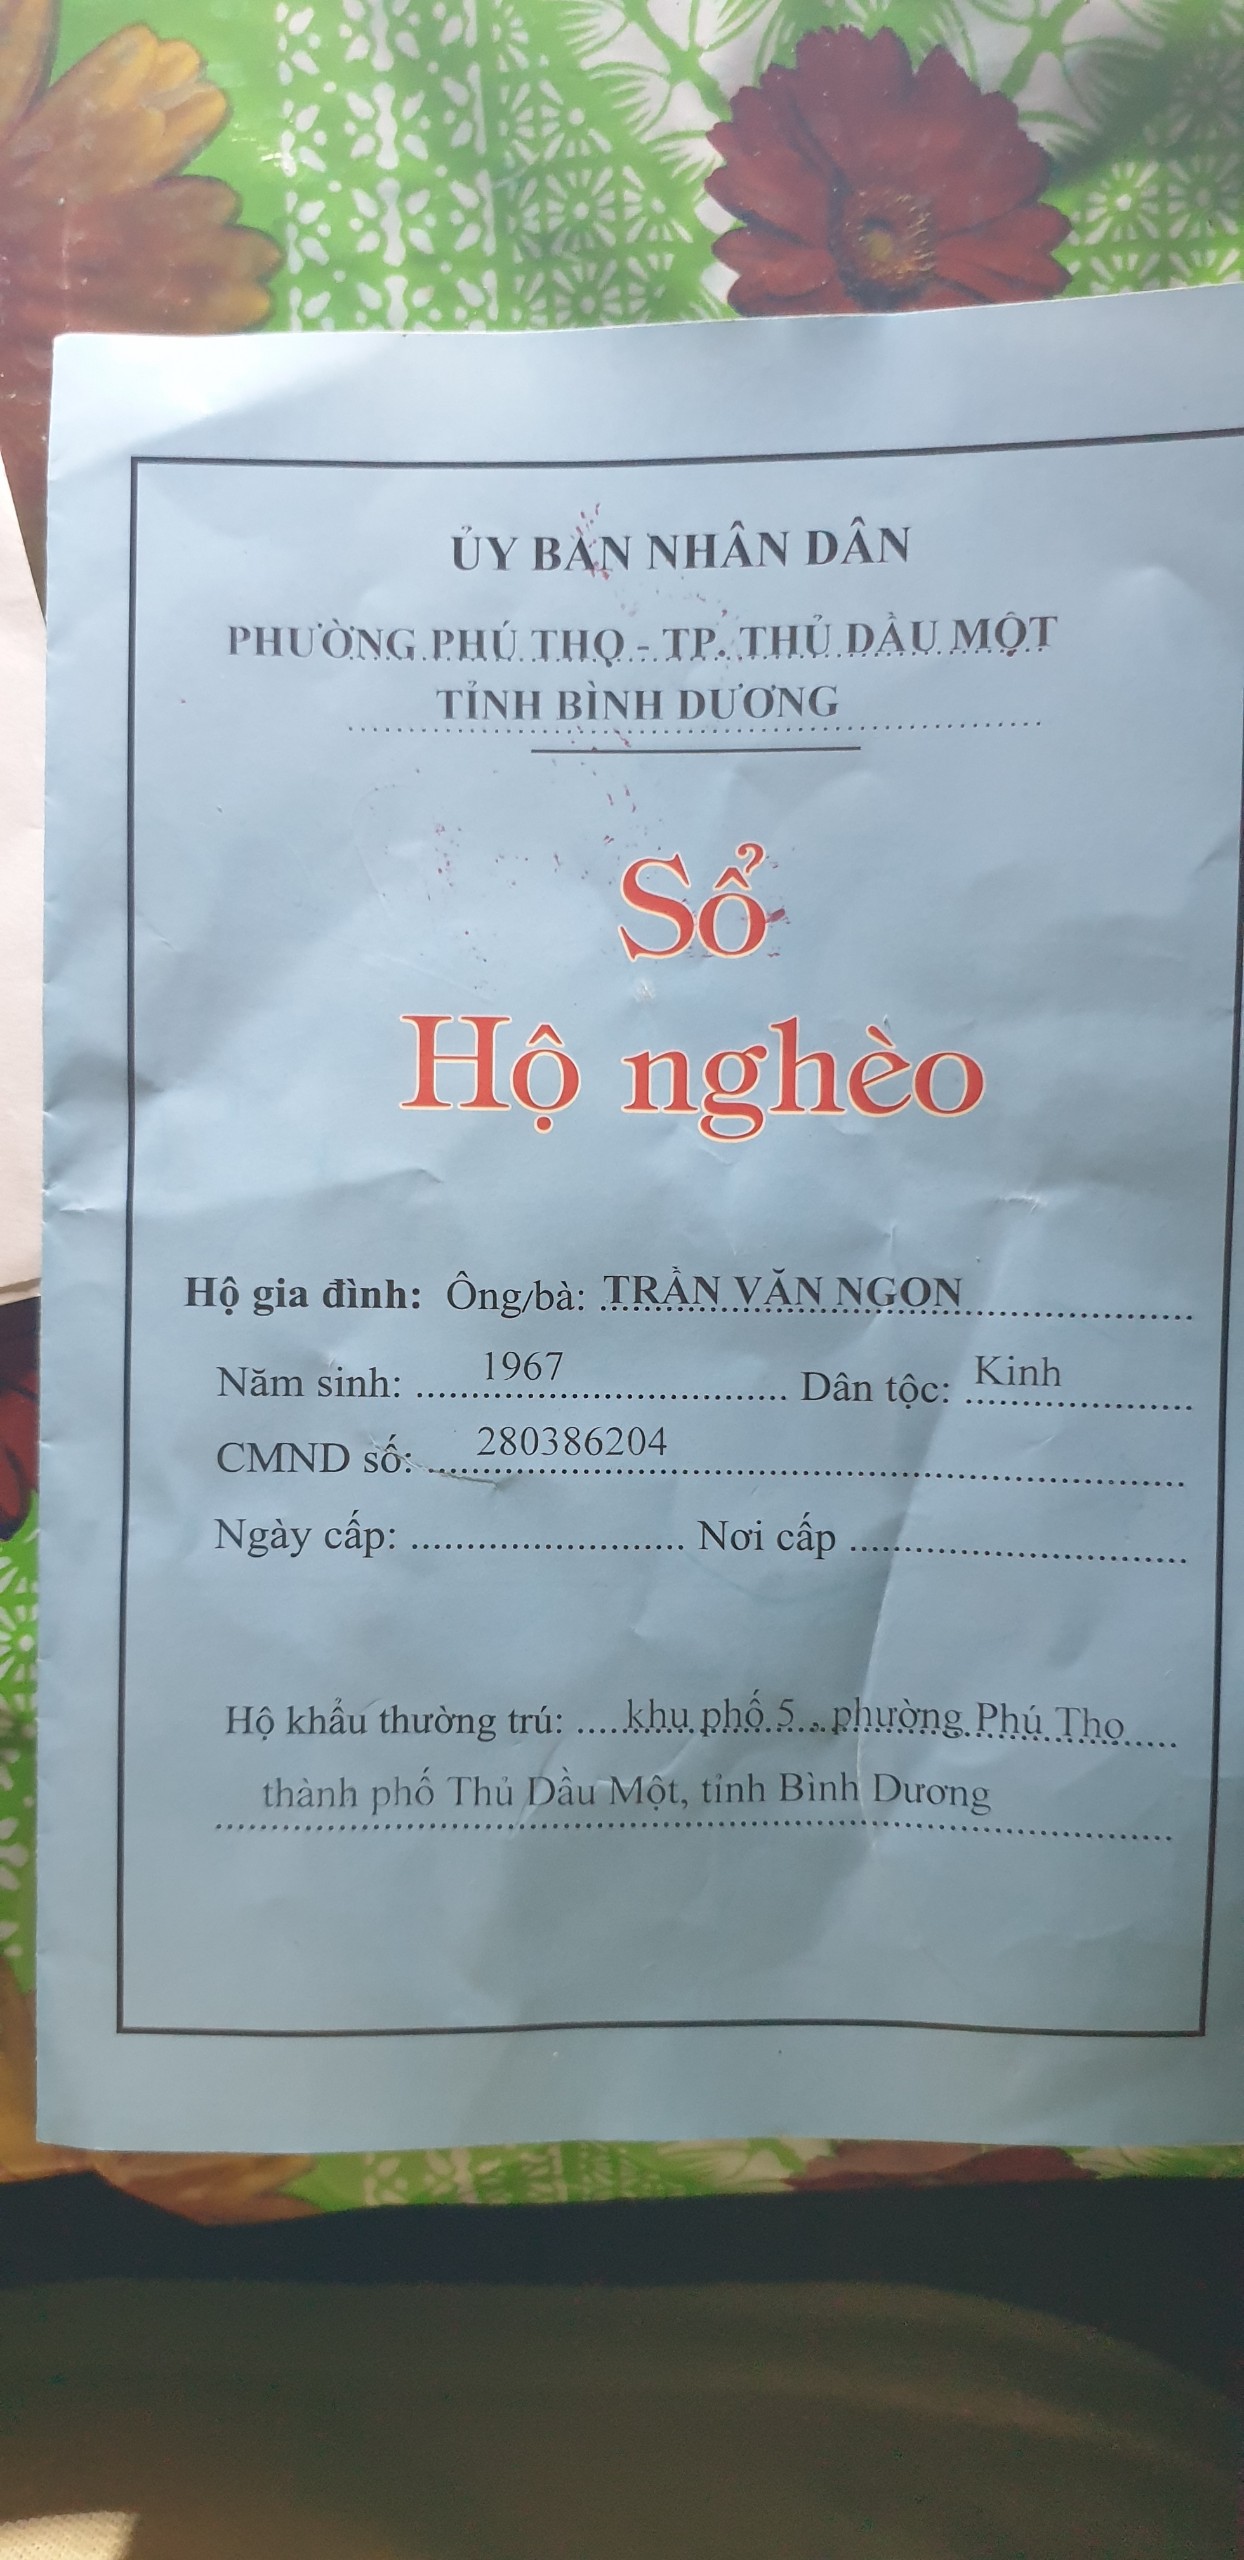 ỦY BAN NHÂN DÂN
PHƯỜNG PHÚ THỌ - TP. THỦ DẦU MỘT
TỈNH BÌNH DƯƠNG
Sổ
Hộ nghèo
Hộ gia đình: Ông/bà: TRẦN VĂN NGON
Năm sinh: 1967 Dân tộc: Kinh
CMND số: 280386204
Ngày cấp: Nơi cấp
Hộ khẩu thường trú: khu phố 5 , phường Phú Thọ
thành phố Thủ Dầu Một, tỉnh Bình Dương